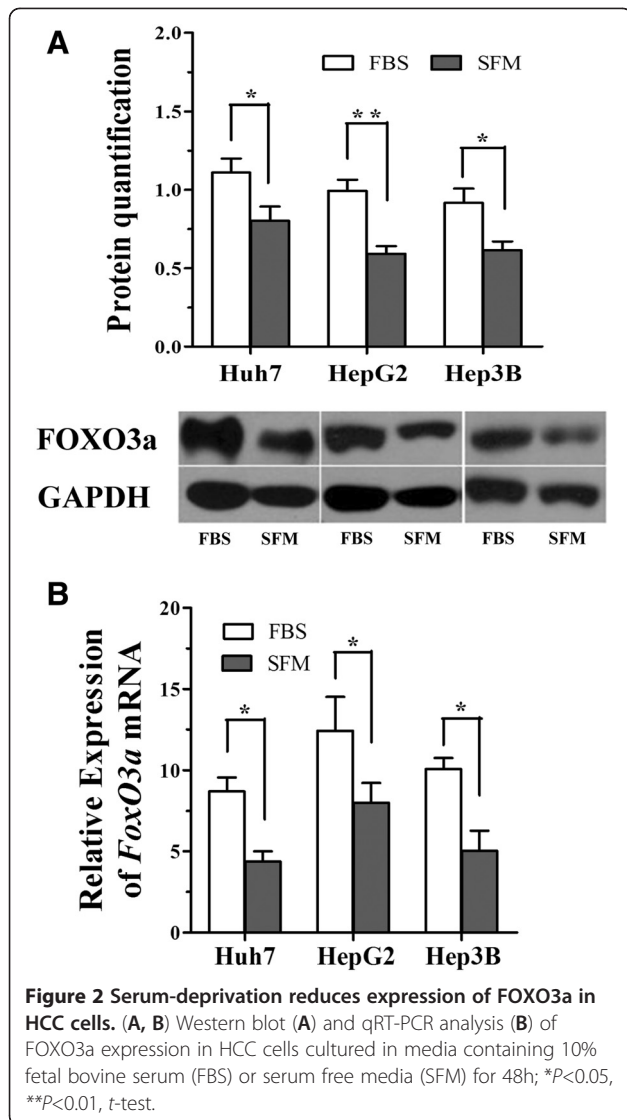 A
Protein quantification
2.0
1.5
1.0
0.5
0.0
FBS SFM
* ** *
Huh7 HepG2 Hep3B
FOXO3a
GAPDH
FBS SFM FBS SFM FBS SFM
B
Relative Expression
of FoxO3a mRNA
20
15
10
5
0
FBS
SFM
* * *
Huh7 HepG2 Hep3B
Figure 2 Serum-deprivation reduces expression of FOXO3a in
HCC cells. (A, B) Western blot (A) and qRT-PCR analysis (B) of
FOXO3a expression in HCC cells cultured in media containing 10%
fetal bovine serum (FBS) or serum free media (SFM) for 48h; *P<0.05,
**P<0.01, t-test.